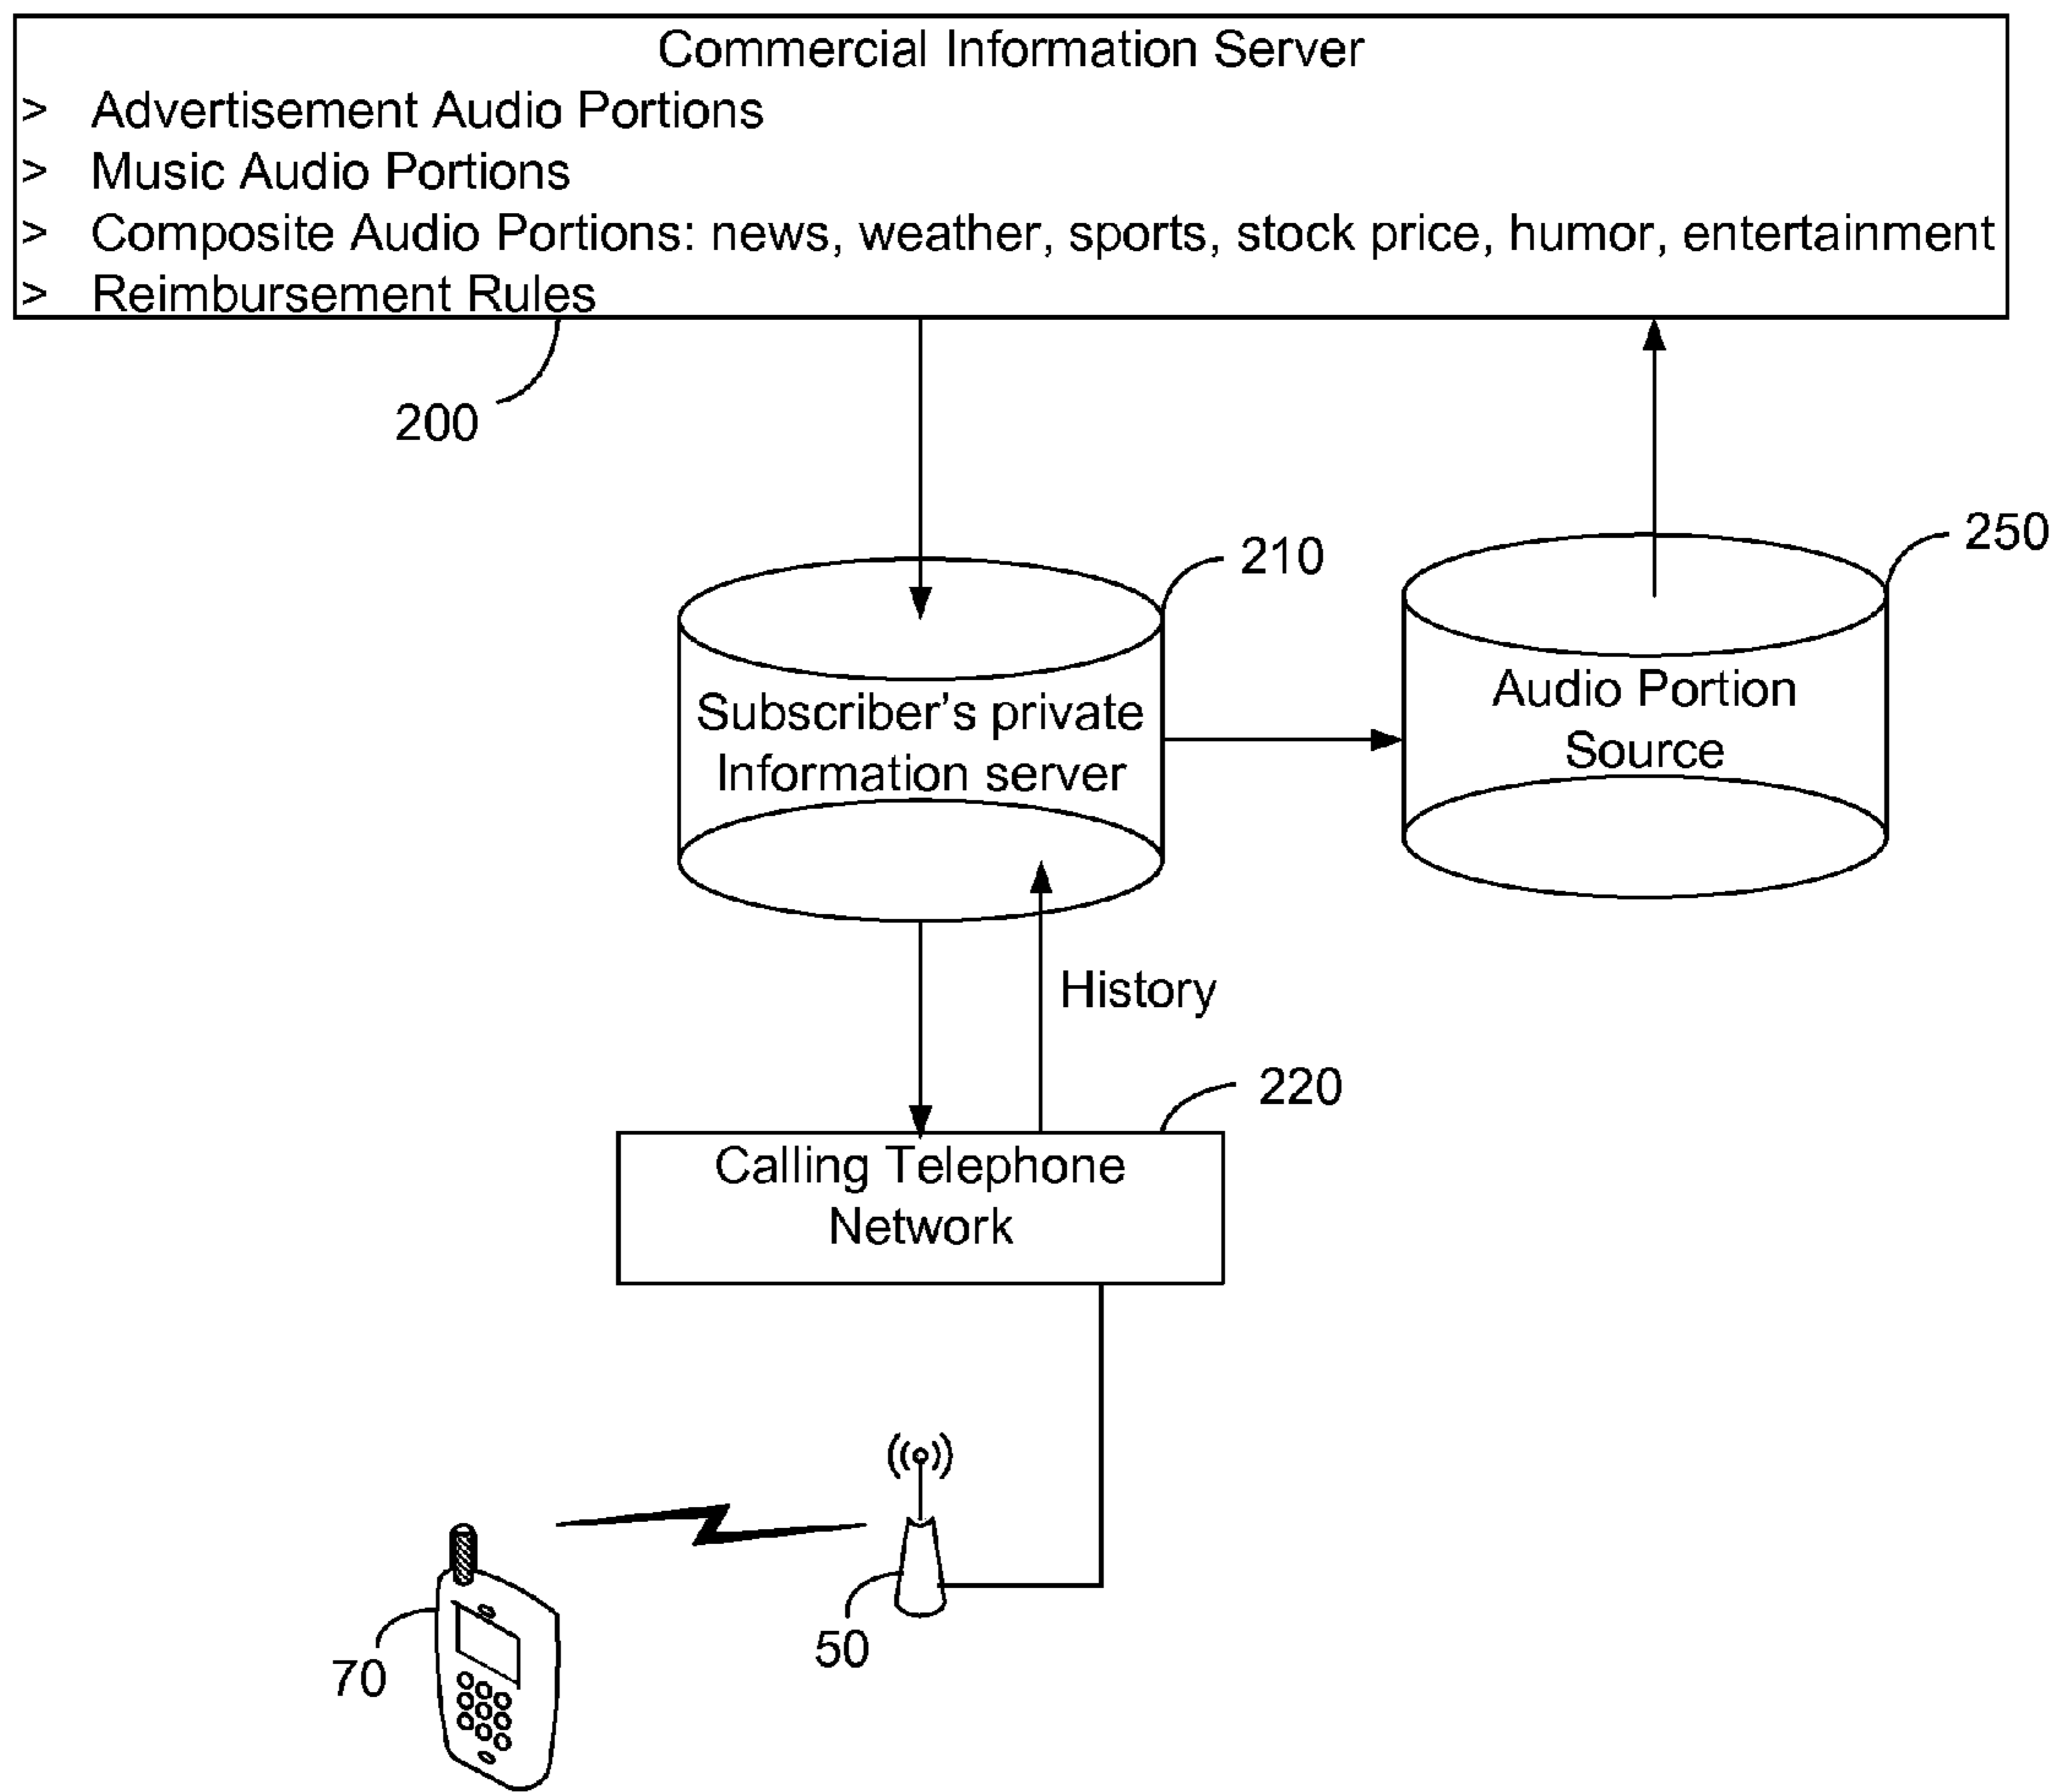 Commercial Information Server
> Advertisement Audio Portions
> Music Audio Portions
> Composite Audio Portions: news, weather, sports, stock price, humor, entertainment
> Reimbursement Rules
200
210
250
Subscriber's private
Information server
Audio Portion
Source
History
220
Calling Telephone
Network
50
70